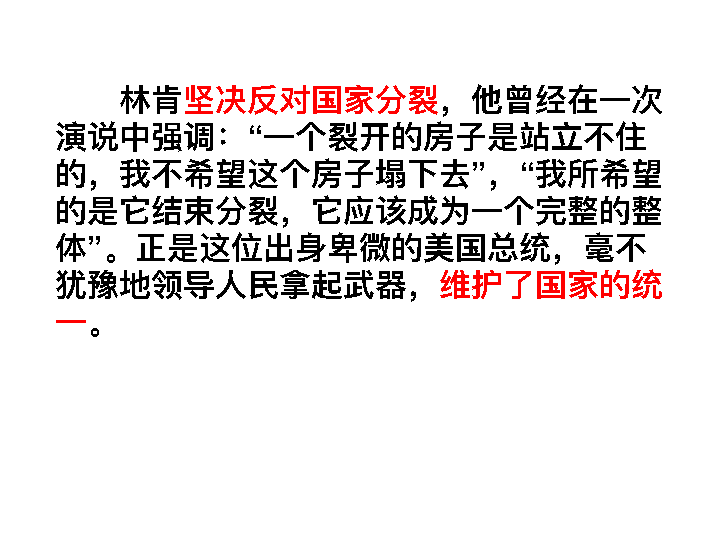 林肯坚决反对国家分裂，他曾经在一次
演说中强调：“一个裂开的房子是站立不住
的，我不希望这个房子塌下去”，“我所希望
的是它结束分裂，它应该成为一个完整的整
体”。正是这位出身卑微的美国总统，毫不
犹豫地领导人民拿起武器，维护了国家的统
一。